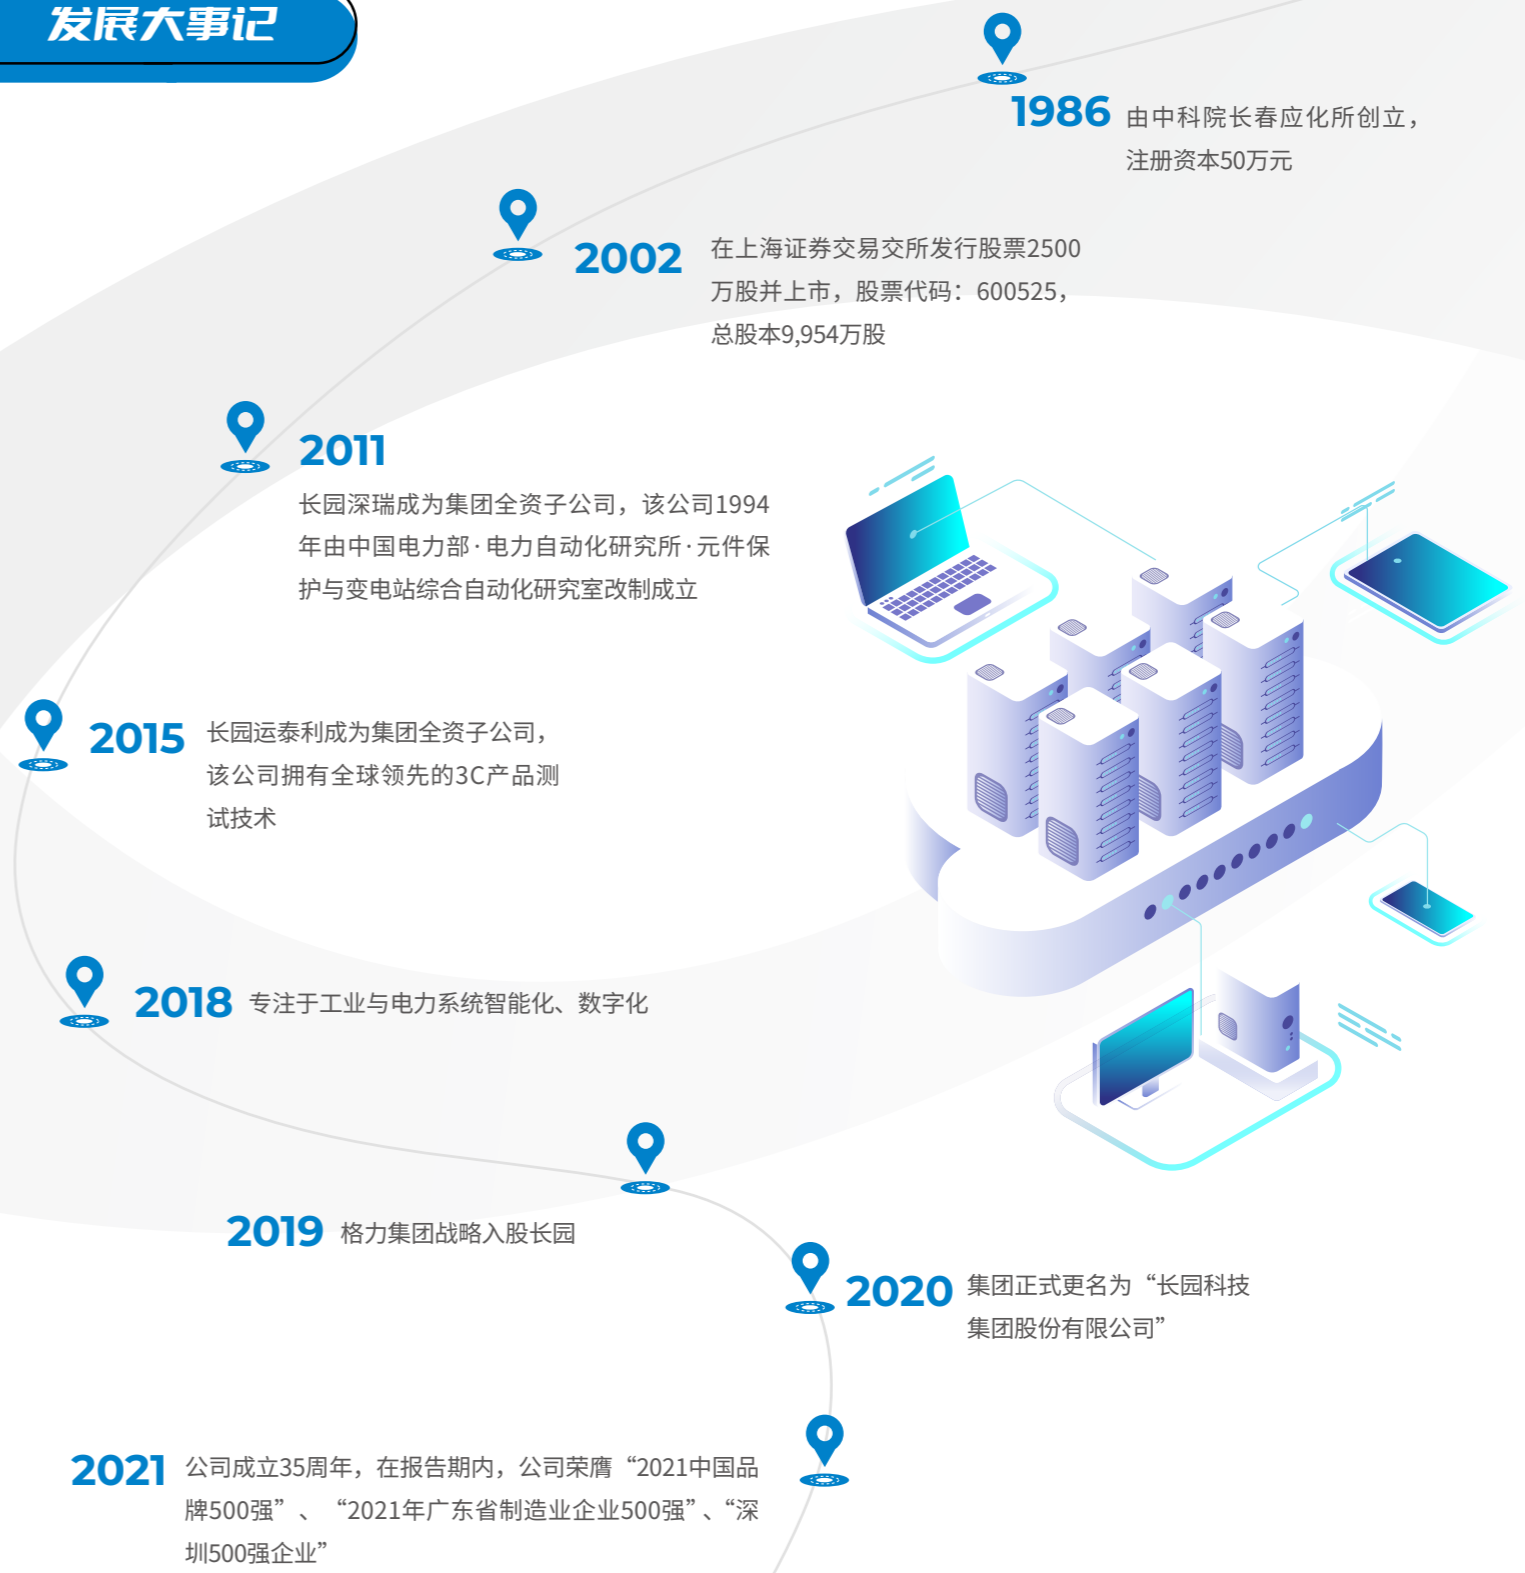 发展大事记
1986
由中科院长春应化所创立，
注册资本50万元
2002
在上海证券交易交所发行股票2500
万股并上市，股票代码：600525，
总股本9,954万股
2011
长园深瑞成为集团全资子公司，该公司1994
年由中国电力部·电力自动化研究所·元件保
护与变电站综合自动化研究室改制成立
2015
长园运泰利成为集团全资子公司，
该公司拥有全球领先的3C产品测
试技术
2018
专注于工业与电力系统智能化、数字化
2019
格力集团战略入股长园
2020
集团正式更名为“长园科技
集团股份有限公司”
2021
公司成立35周年，在报告期内，公司荣膺“2021中国品
牌500强”、“2021年广东省制造业企业500强”、“深
圳500强企业”